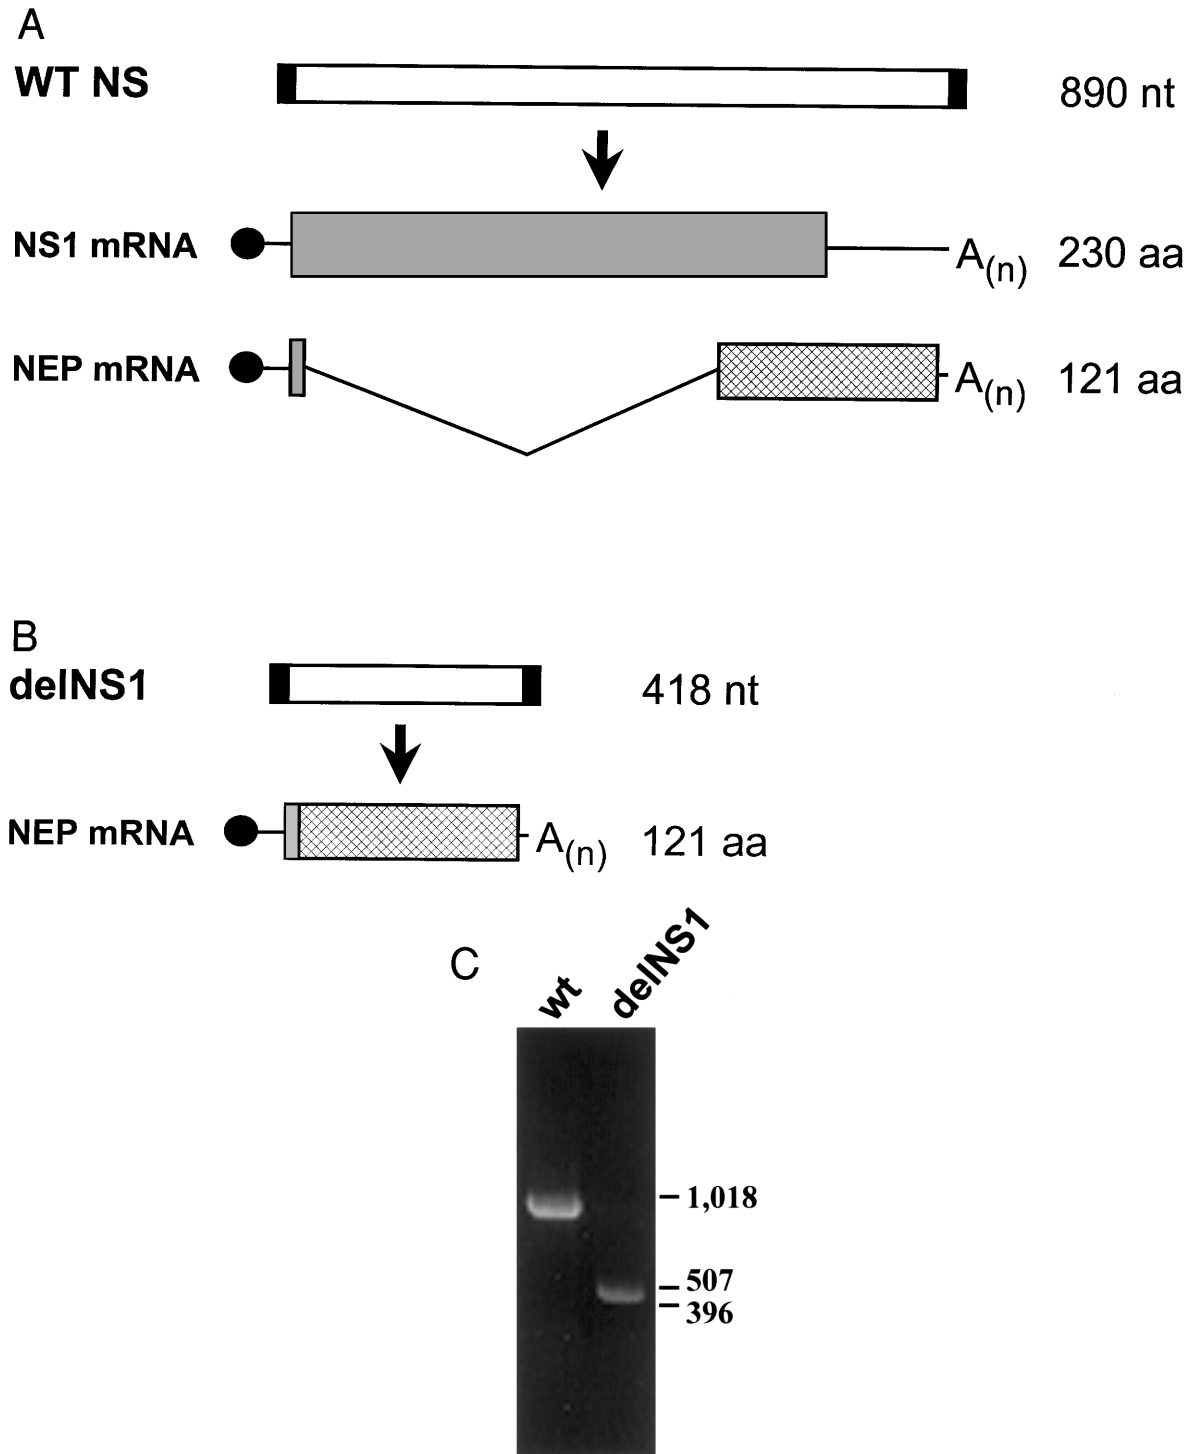 A
WT NS 890 nt
NS1 mRNA A(n) 230 aa
NEP mRNA A(n) 121 aa
B
delNS1 418 nt
NEP mRNA A(n) 121 aa
C wt delNS1
1,018
507
396